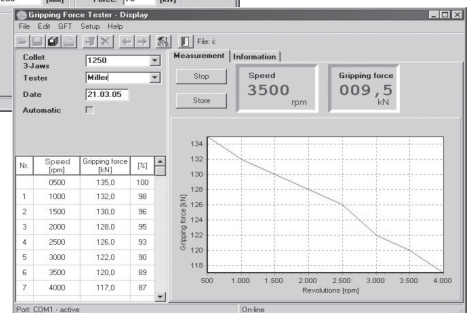 [mm] Force: [kN]
Gripping Force Tester - Display
File Edit GFT Setup Help
File: c:
Collet
3-Jaws
1250
Tester
Miller
Date
21.03.05
Automatic
Measurement Information
Stop
Store
Speed
3500
rpm
Gripping force
009,5
kN
Nr. Speed [rpm] Gripping force [kN] [%]
0500 135,0 100
1 1000 132,0 98
2 1500 130,0 96
3 2000 128,0 95
4 2500 126,0 93
5 3000 122,0 90
6 3500 120,0 89
7 4000 117,0 87
Gripping force [kN]
134
132
130
128
126
124
122
120
118
500 1.000 1.500 2.000 2.500 3.000 3.500 4.000
Revolutions [rpm]
Port: COM1 - active
On-line